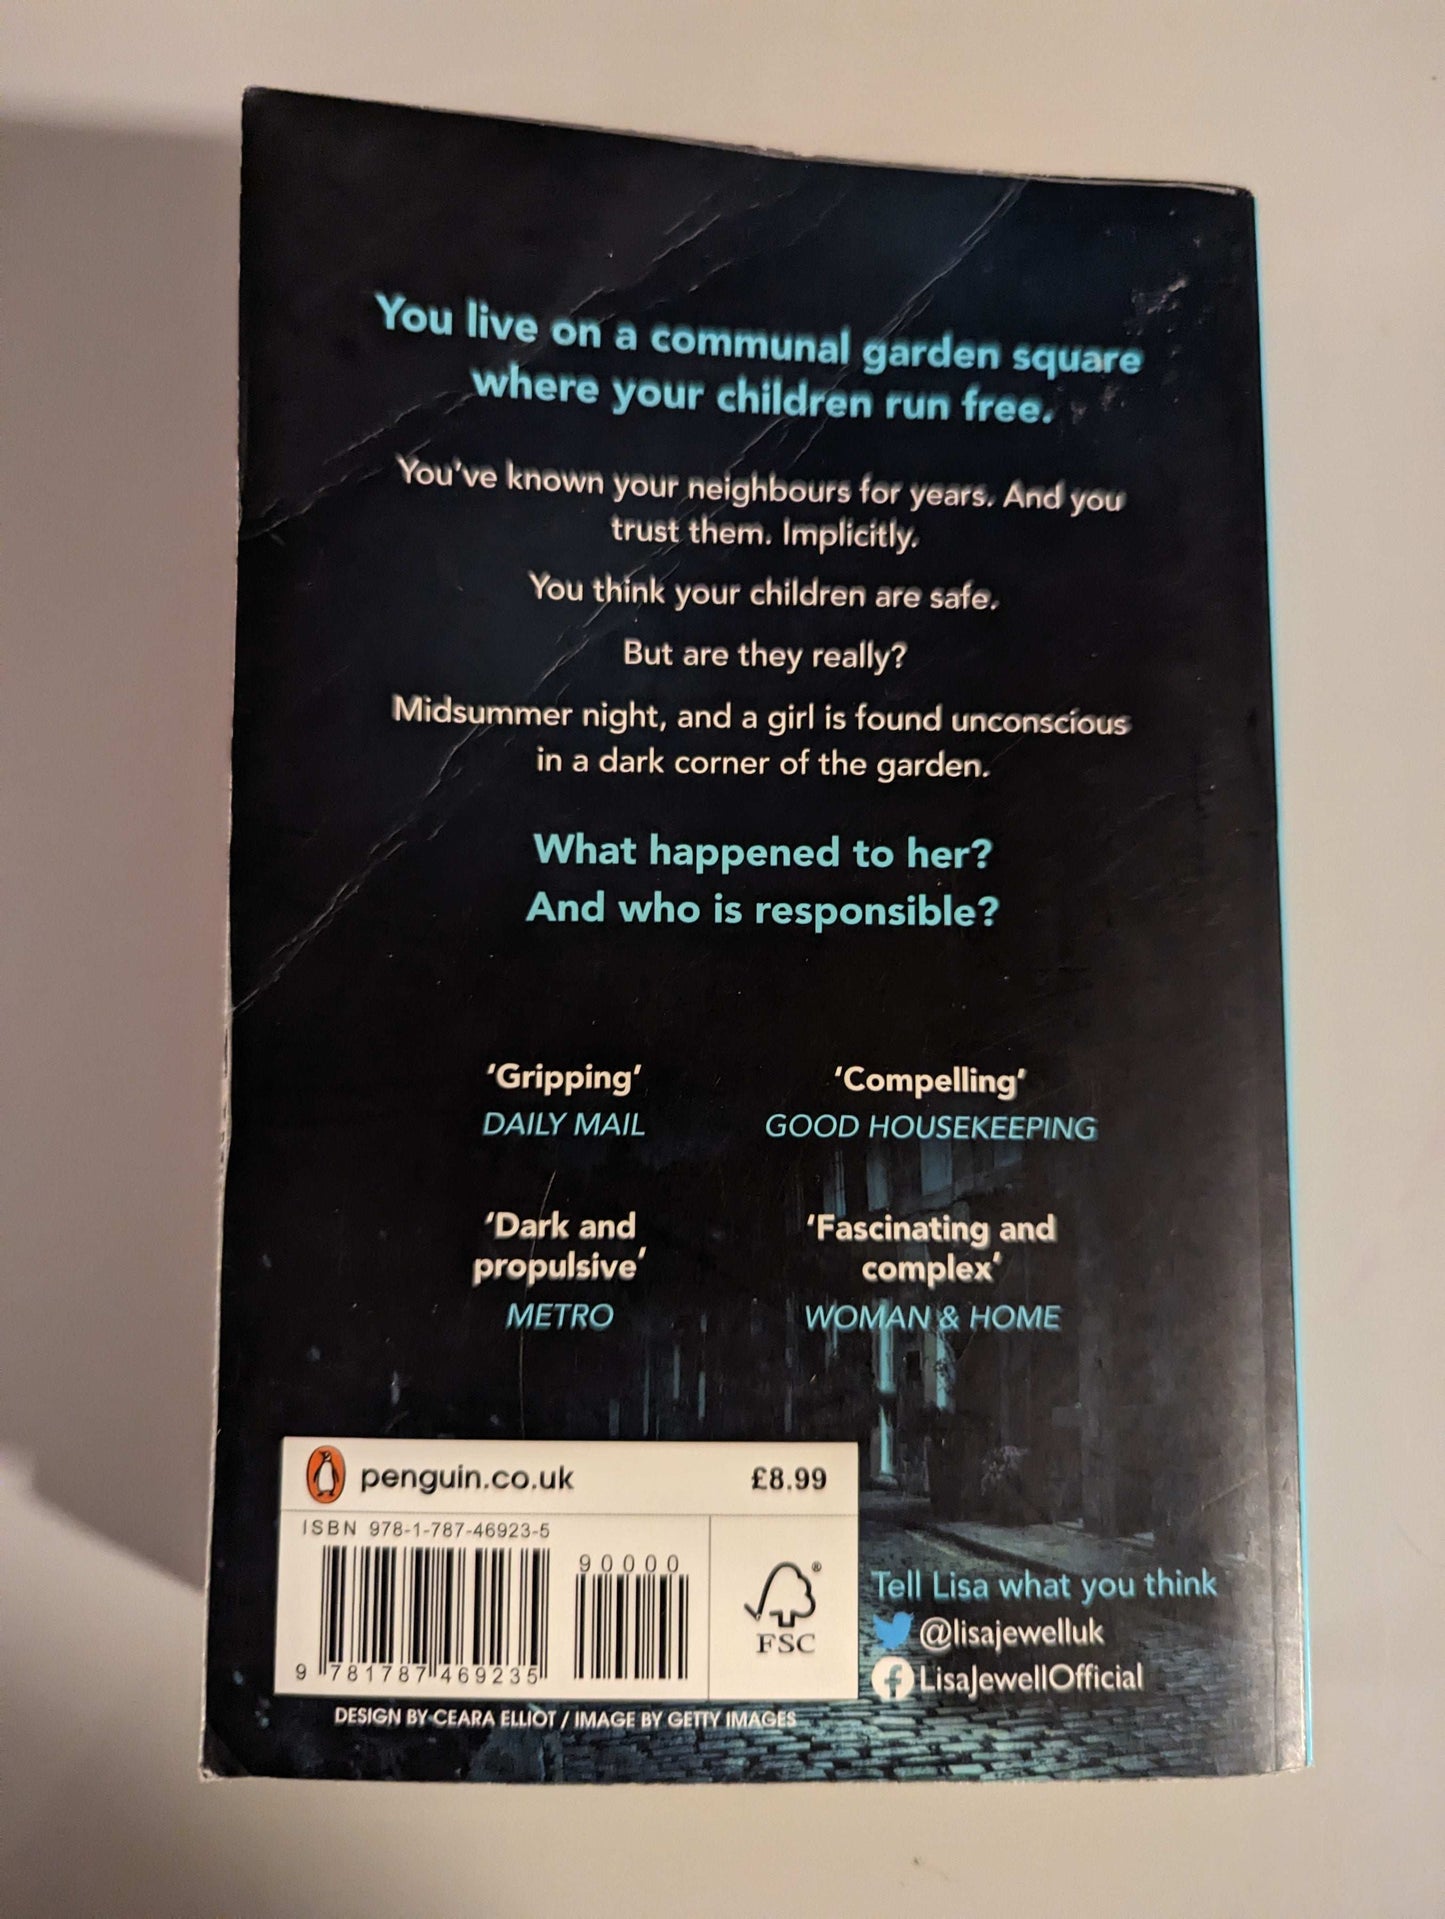 You live on a communal garden square
where your children run free.
You've known your neighbours for years. And you
trust them. Implicitly.
You think your children are safe.
But are they really?
Midsummer night, and a girl is found unconscious
in a dark corner of the garden.
What happened to her?
And who is responsible?
‘Gripping’
DAILY MAIL
‘Compelling’
GOOD HOUSEKEEPING
‘Dark and
propulsive’
METRO
‘Fascinating and
complex’
WOMAN & HOME
penguin.co.uk
£8.99
ISBN 978-1-787-46923-5
90000
9 781787 469235
FSC
®
Tell Lisa what you think
@lisajewelluk
LisaJewellOfficial
DESIGN BY CEARA ELLIOT / IMAGE BY GETTY IMAGES